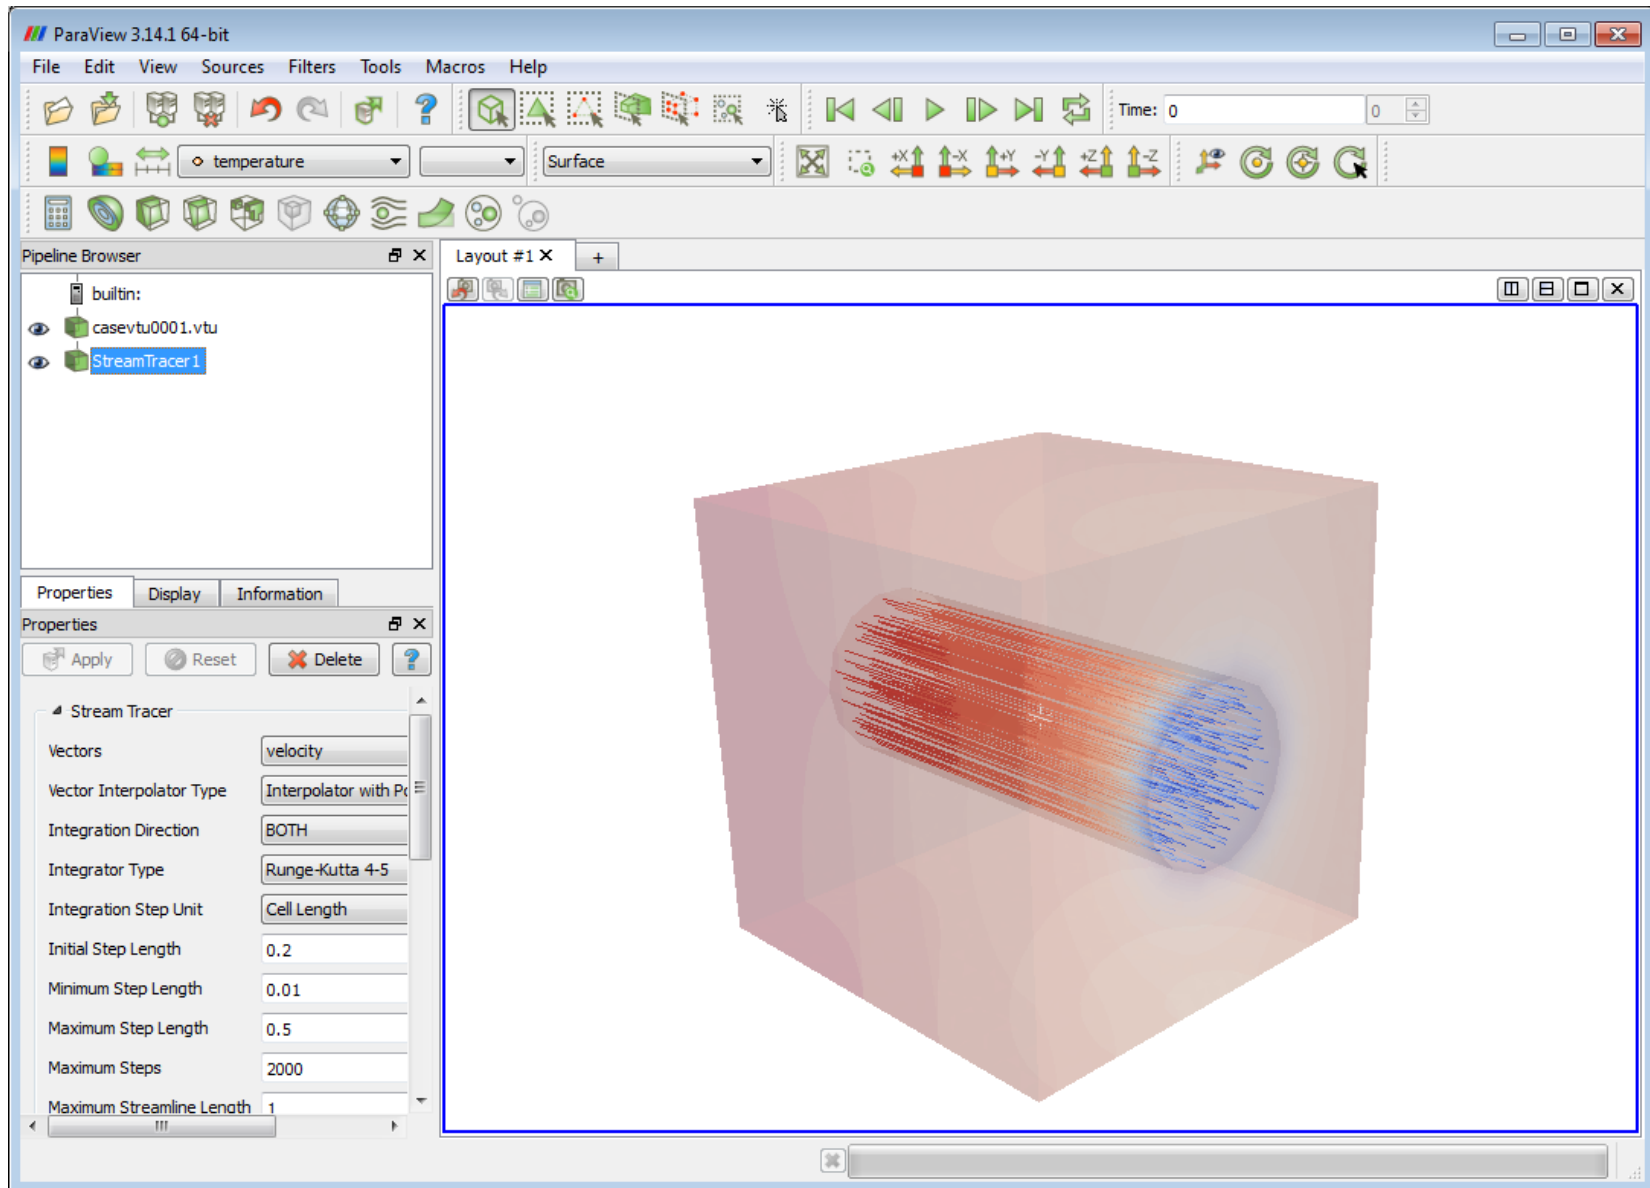 ParaView 3.14.1 64-bit
File Edit View Sources Filters Tools Macros Help
? Time: 0 0
temperature Surface +X -X +Y -Y +Z -Z
Pipeline Browser
Layout #1 +
builtin:
casevtu0001.vtu
StreamTracer1
Properties Display Information
Properties
Apply Reset Delete ?
Stream Tracer
Vectors velocity
Vector Interpolator Type Interpolator with Po
Integration Direction BOTH
Integrator Type Runge-Kutta 4-5
Integration Step Unit Cell Length
Initial Step Length 0.2
Minimum Step Length 0.01
Maximum Step Length 0.5
Maximum Steps 2000
Maximum Streamline Length 1